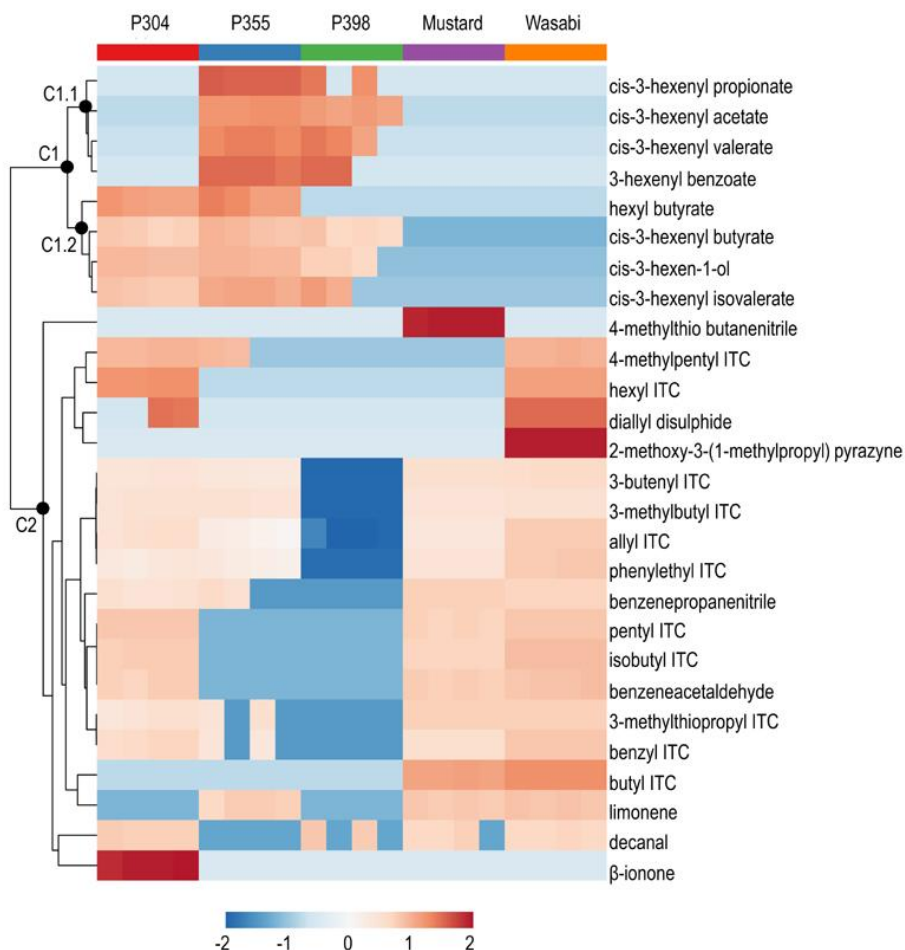 P304 P355 P398 Mustard Wasabi
C1.1
cis-3-hexenyl propionate
cis-3-hexenyl acetate
C1
cis-3-hexenyl valerate
3-hexenyl benzoate
hexyl butyrate
C1.2
cis-3-hexenyl butyrate
cis-3-hexen-1-ol
cis-3-hexenyl isovalerate
4-methylthio butanenitrile
4-methylpentyl ITC
hexyl ITC
diallyl disulphide
2-methoxy-3-(1-methylpropyl) pyrazyne
3-butenyl ITC
3-methylbutyl ITC
C2
allyl ITC
phenylethyl ITC
benzenepropanenitrile
pentyl ITC
isobutyl ITC
benzeneacetaldehyde
3-methylthiopropyl ITC
benzyl ITC
butyl ITC
limonene
decanal
β-ionone
-2 -1 0 1 2